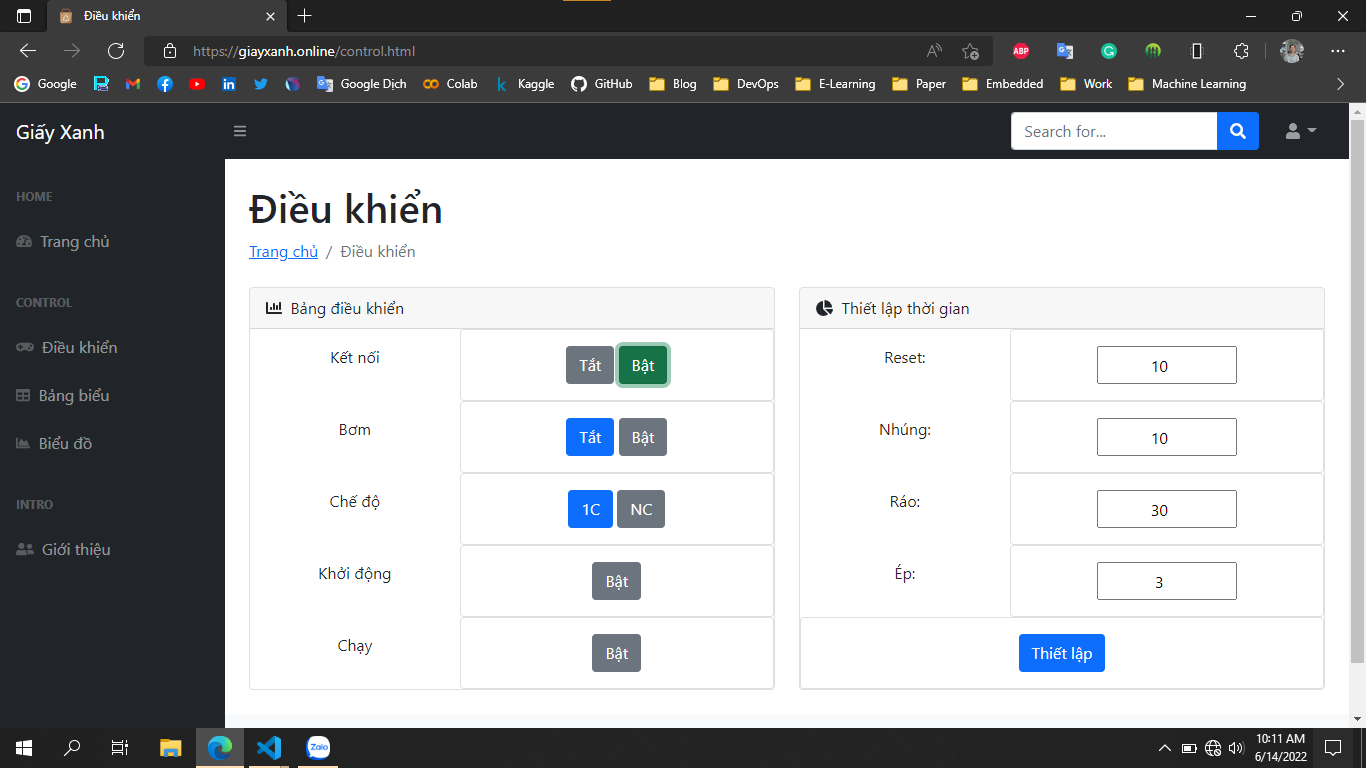 Điều khiển
https://giayxanh.online/control.html
ABP
Google
Google Dịch
Colab
Kaggle
GitHub
Blog
DevOps
E-Learning
Paper
Embedded
Work
Machine Learning
Giấy Xanh
Search for...
HOME
Trang chủ
CONTROL
Điều khiển
Bảng biểu
Biểu đồ
INTRO
Giới thiệu
Điều khiển
Trang chủ / Điều khiển
Bảng điều khiển
Kết nối Tắt Bật
Bơm Tắt Bật
Chế độ 1C NC
Khởi động Bật
Chạy Bật
Thiết lập thời gian
Reset: 10
Nhúng: 10
Ráo: 30
Ép: 3
Thiết lập
Zalo
10:11 AM
6/14/2022